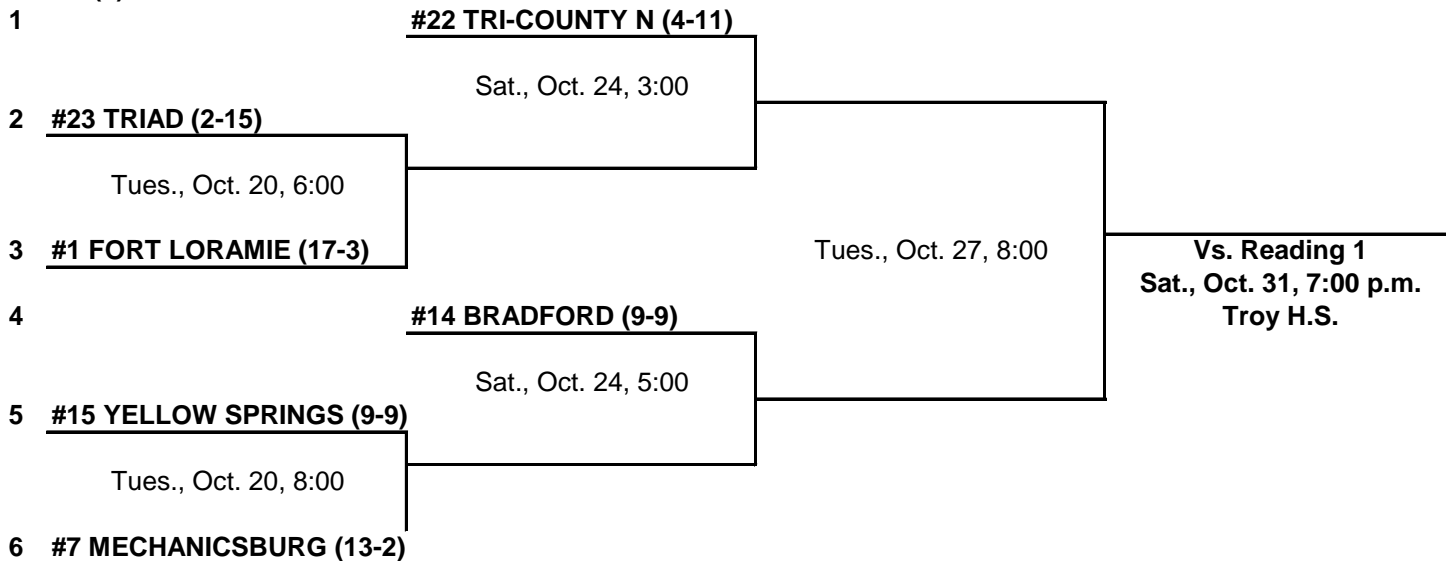 1 #22 TRI-COUNTY N (4-11)
Sat., Oct. 24, 3:00
2 #23 TRIAD (2-15)
Tues., Oct. 20, 6:00
3 #1 FORT LORAMIE (17-3)
Tues., Oct. 27, 8:00
Vs. Reading 1
Sat., Oct. 31, 7:00 p.m.
Troy H.S.
4 #14 BRADFORD (9-9)
Sat., Oct. 24, 5:00
5 #15 YELLOW SPRINGS (9-9)
Tues., Oct. 20, 8:00
6 #7 MECHANICSBURG (13-2)